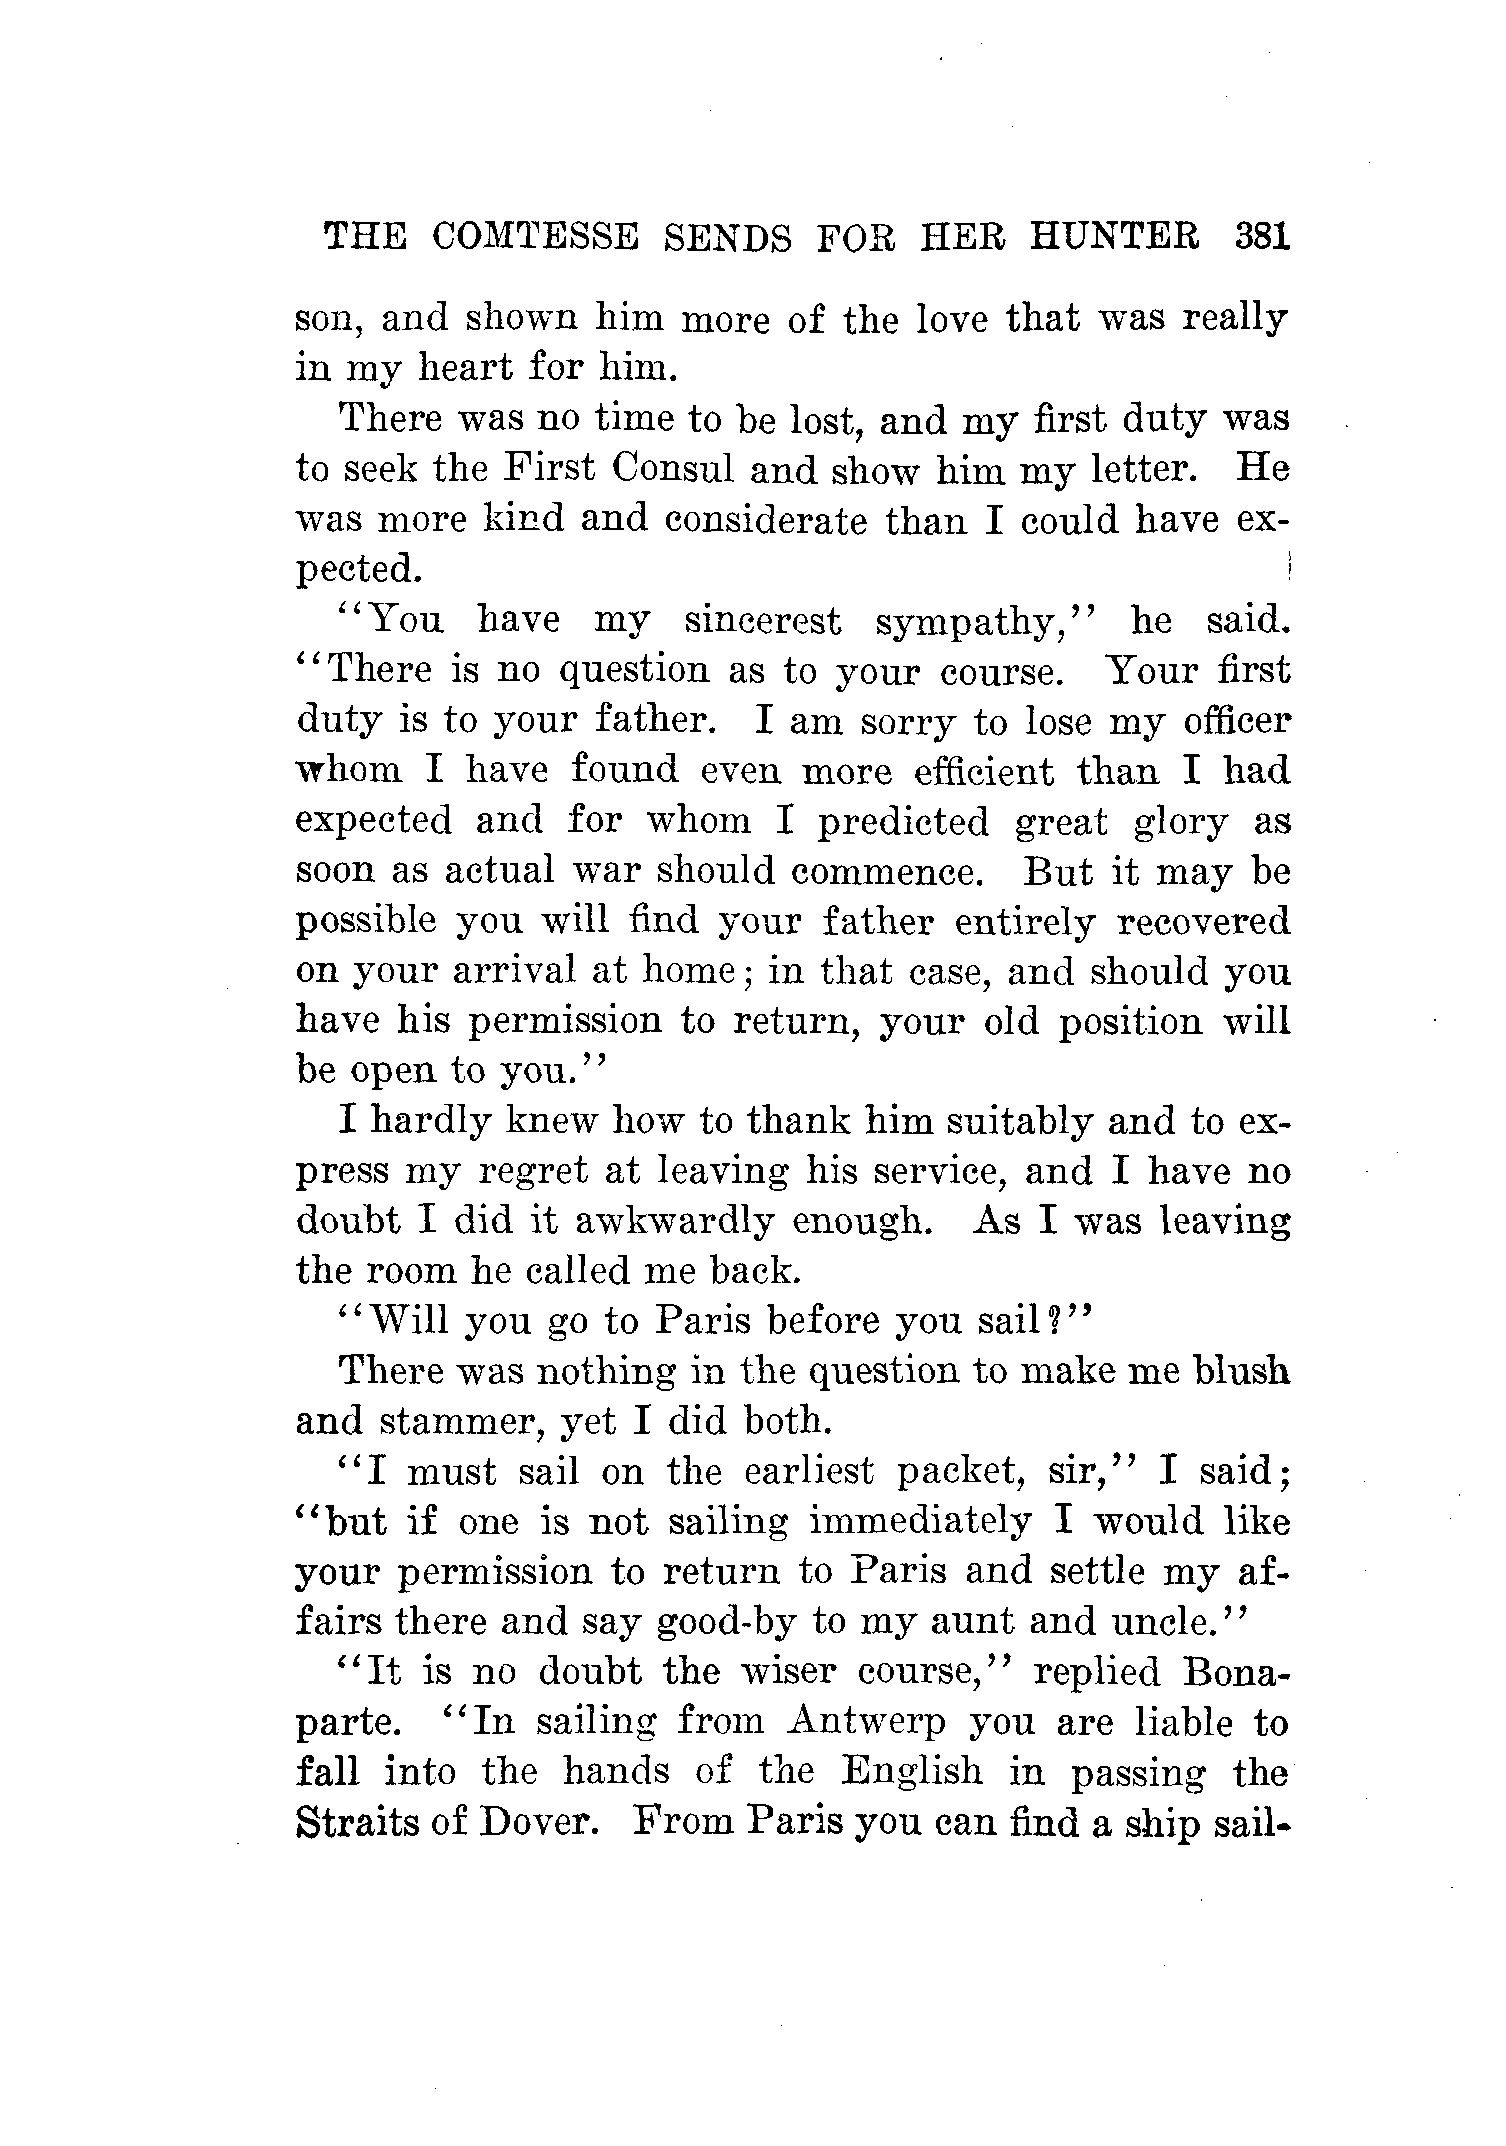 THE COMTESSE SENDS FOR HER HUNTER 381
son, and shown him more of the love that was really
in my heart for him.
There was no time to be lost, and my first duty was
to seek the First Consul and show him my letter. He
was more kind and considerate than I could have ex-
pected.
"You have my sincerest sympathy," he said.
"There is no question as to your course. Your first
duty is to your father. I am sorry to lose my officer
whom I have found even more efficient than I had
expected and for whom I predicted great glory as
soon as actual war should commence. But it may be
possible you will find your father entirely recovered
on your arrival at home; in that case, and should you
have his permission to return, your old position will
be open to you."
I hardly knew how to thank him suitably and to ex-
press my regret at leaving his service, and I have no
doubt I did it awkwardly enough. As I was leaving
the room he called me back.
"Will you go to Paris before you sail?"
There was nothing in the question to make me blush
and stammer, yet I did both.
"I must sail on the earliest packet, sir," I said;
"but if one is not sailing immediately I would like
your permission to return to Paris and settle my af-
fairs there and say good-by to my aunt and uncle."
"It is no doubt the wiser course," replied Bona-
parte. "In sailing from Antwerp you are liable to
fall into the hands of the English in passing the
Straits of Dover. From Paris you can find a ship sail-